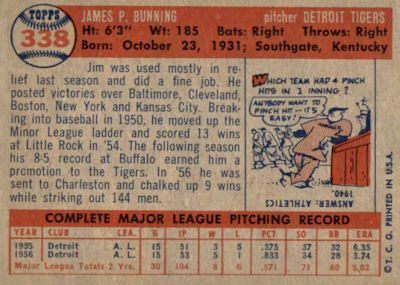 TOPPS
338
JAMES P. BUNNING pitcher DETROIT TIGERS
Ht: 6'3" Wt: 185 Bats: Right Throws: Right
Born: October 23, 1931; Southgate, Kentucky
Jim was used mostly in re-
lief last season and did a fine job. He
posted victories over Baltimore, Cleveland,
Boston, New York and Kansas City. Break-
ing into baseball in 1950, he moved up the
Minor League ladder and scored 13 wins
at Little Rock in '54. The following season
his 8-5 record at Buffalo earned him a
promotion to the Tigers. In '56 he was
sent to Charleston and chalked up 9 wins
while striking out 144 men.
WHICH TEAM HAD 4 PINCH
HITS IN 1 INNING?
ANYBODY WANT TO
PINCH HIT...IT'S
EASY!
ANSWER: ATHLETICS
1940.
COMPLETE MAJOR LEAGUE PITCHING RECORD
YEAR CLUB LEA. G IP W L PCT. SO BB ERA
1955 Detroit A. L. 15 51 3 5 .375 37 32 6.35
1956 Detroit A. L. 15 53 5 1 .833 34 28 3.74
Major League Totals 2 Yrs. 30 104 8 6 .571 71 60 5.02
© T. C. G. PRINTED IN U.S.A.